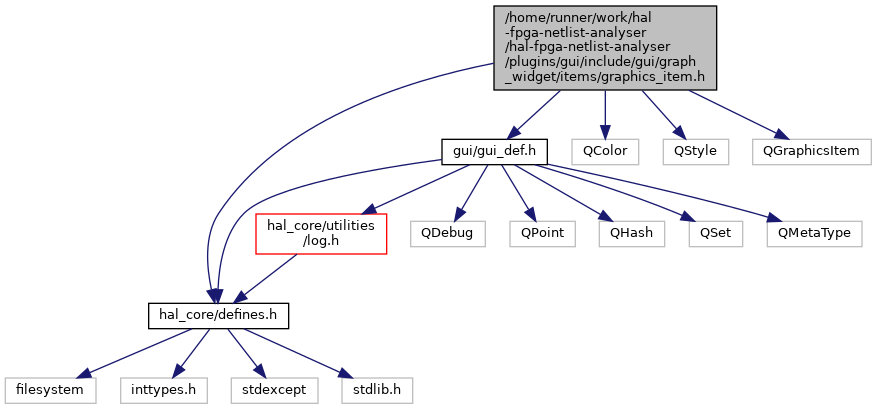 /home/runner/work/hal
-fpga-netlist-analyser
/hal-fpga-netlist-analyser
/plugins/gui/include/gui/graph
_widget/items/graphics_item.h
gui/gui_def.h
QColor
QStyle
QGraphicsItem
hal_core/utilities
/log.h
QDebug
QPoint
QHash
QSet
QMetaType
hal_core/defines.h
filesystem
inttypes.h
stdexcept
stdlib.h